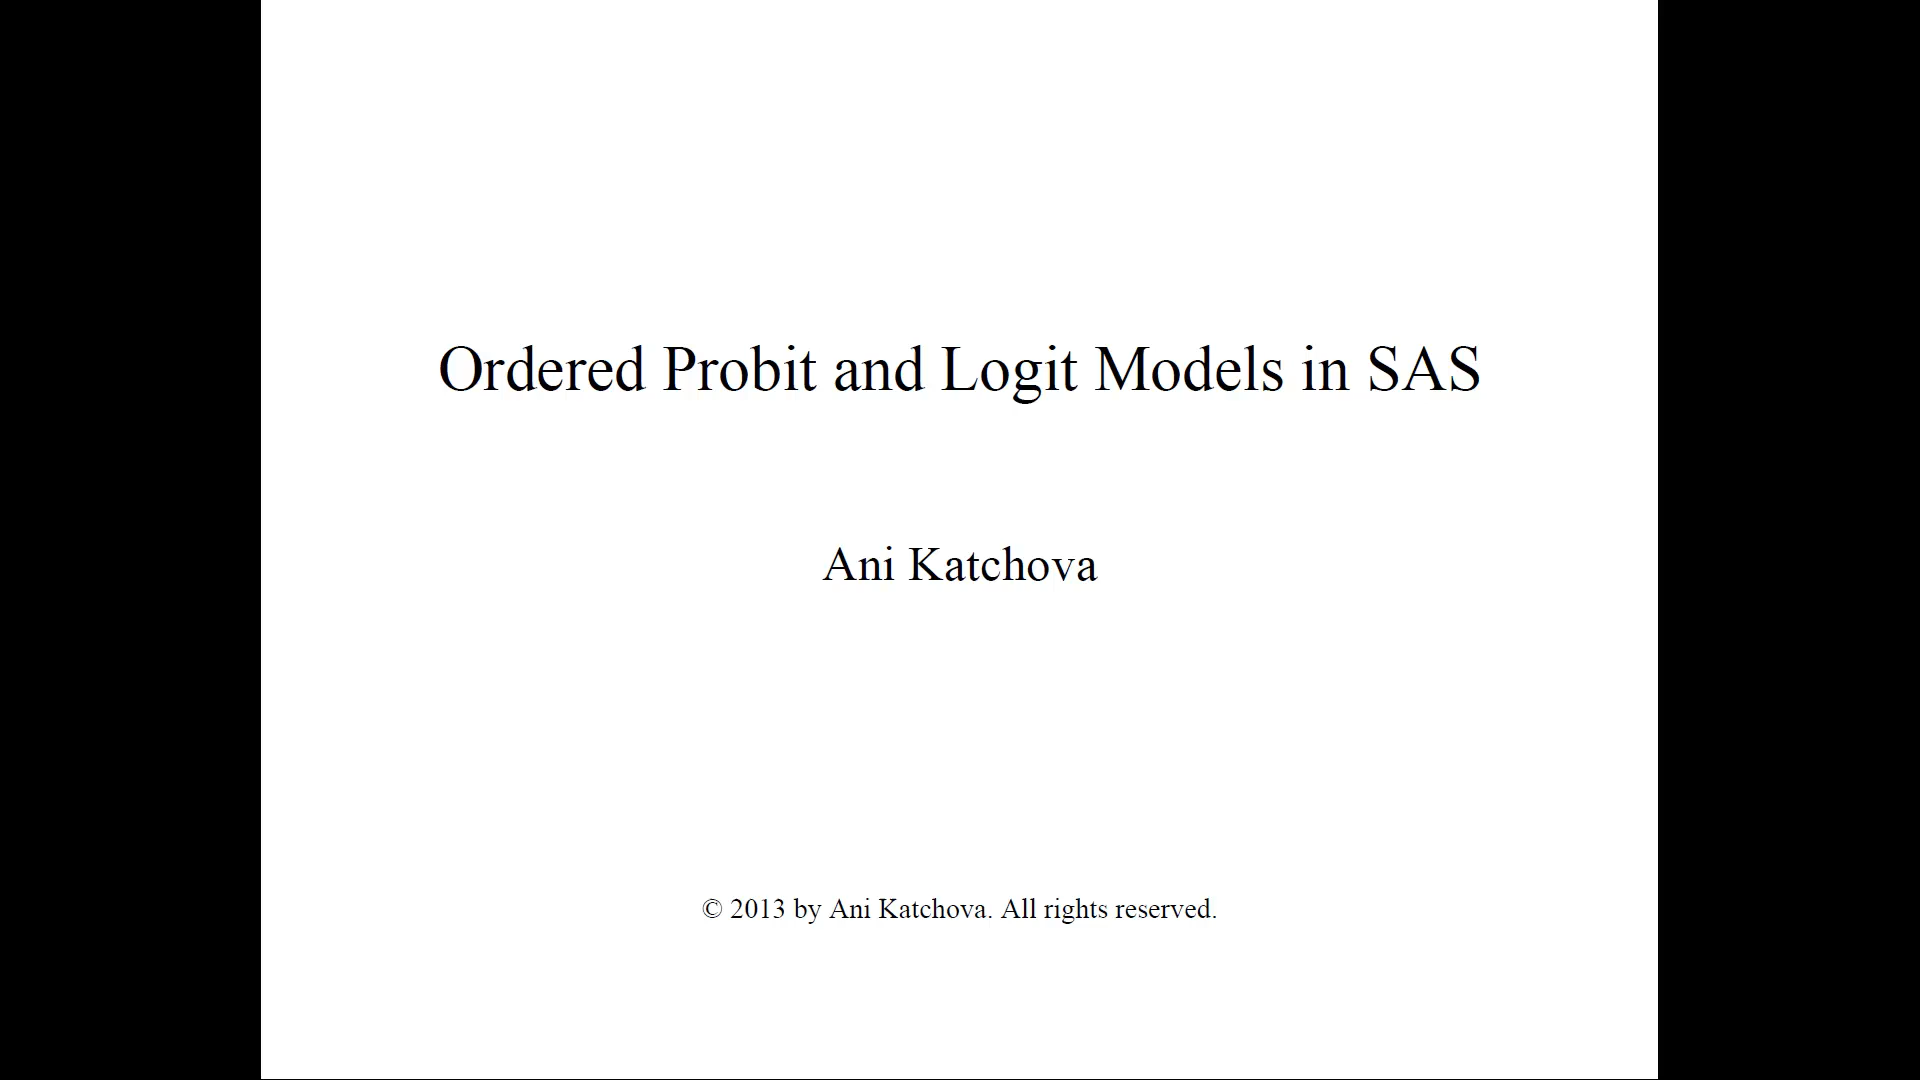 Ordered Probit and Logit Models in SAS
Ani Katchova
© 2013 by Ani Katchova. All rights reserved.